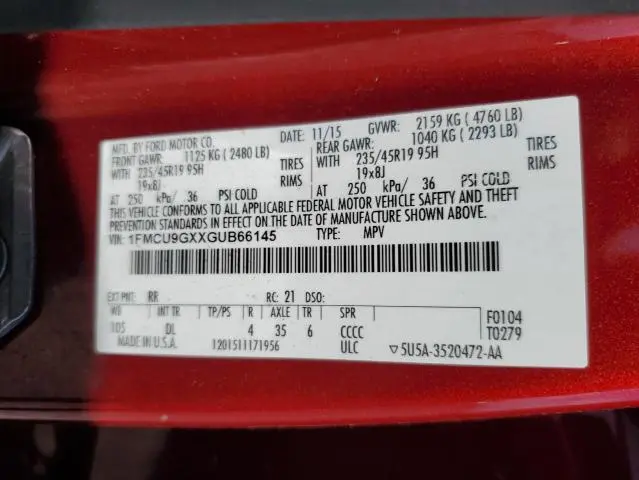 MFD. BY FORD MOTOR CO. DATE: 11/15 GVWR: 2159 KG ( 4760 LB)
FRONT GAWR: 1125 KG ( 2480 LB) REAR GAWR: 1040 KG ( 2293 LB)
WITH 235/45R19 95H TIRES WITH 235/45R19 95H TIRES
19x8J RIMS 19x8J RIMS
AT 250 kPa/ 36 PSI COLD AT 250 kPa/ 36 PSI COLD
THIS VEHICLE CONFORMS TO ALL APPLICABLE FEDERAL MOTOR VEHICLE SAFETY AND THEFT
PREVENTION STANDARDS IN EFFECT ON THE DATE OF MANUFACTURE SHOWN ABOVE.
VIN: 1FMCU9GXXGUB66145 TYPE: MPV
EXT PNT: RR RC: 21 DSO:
WB INT TR TP/PS R AXLE TR SPR F0104
105 DL 4 35 6 CCCC T0279
MADE IN U.S.A. 1201511171956 ULC ▽5U5A-3520472-AA